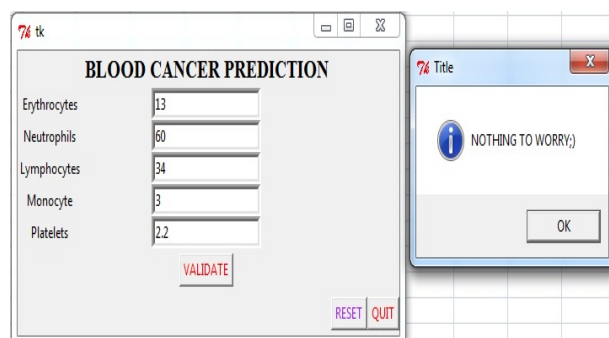 tk
BLOOD CANCER PREDICTION
Erythrocytes 13
Neutrophils 60
Lymphocytes 34
Monocyte 3
Platelets 2.2
VALIDATE
RESET QUIT
Title
NOTHING TO WORRY;)
OK